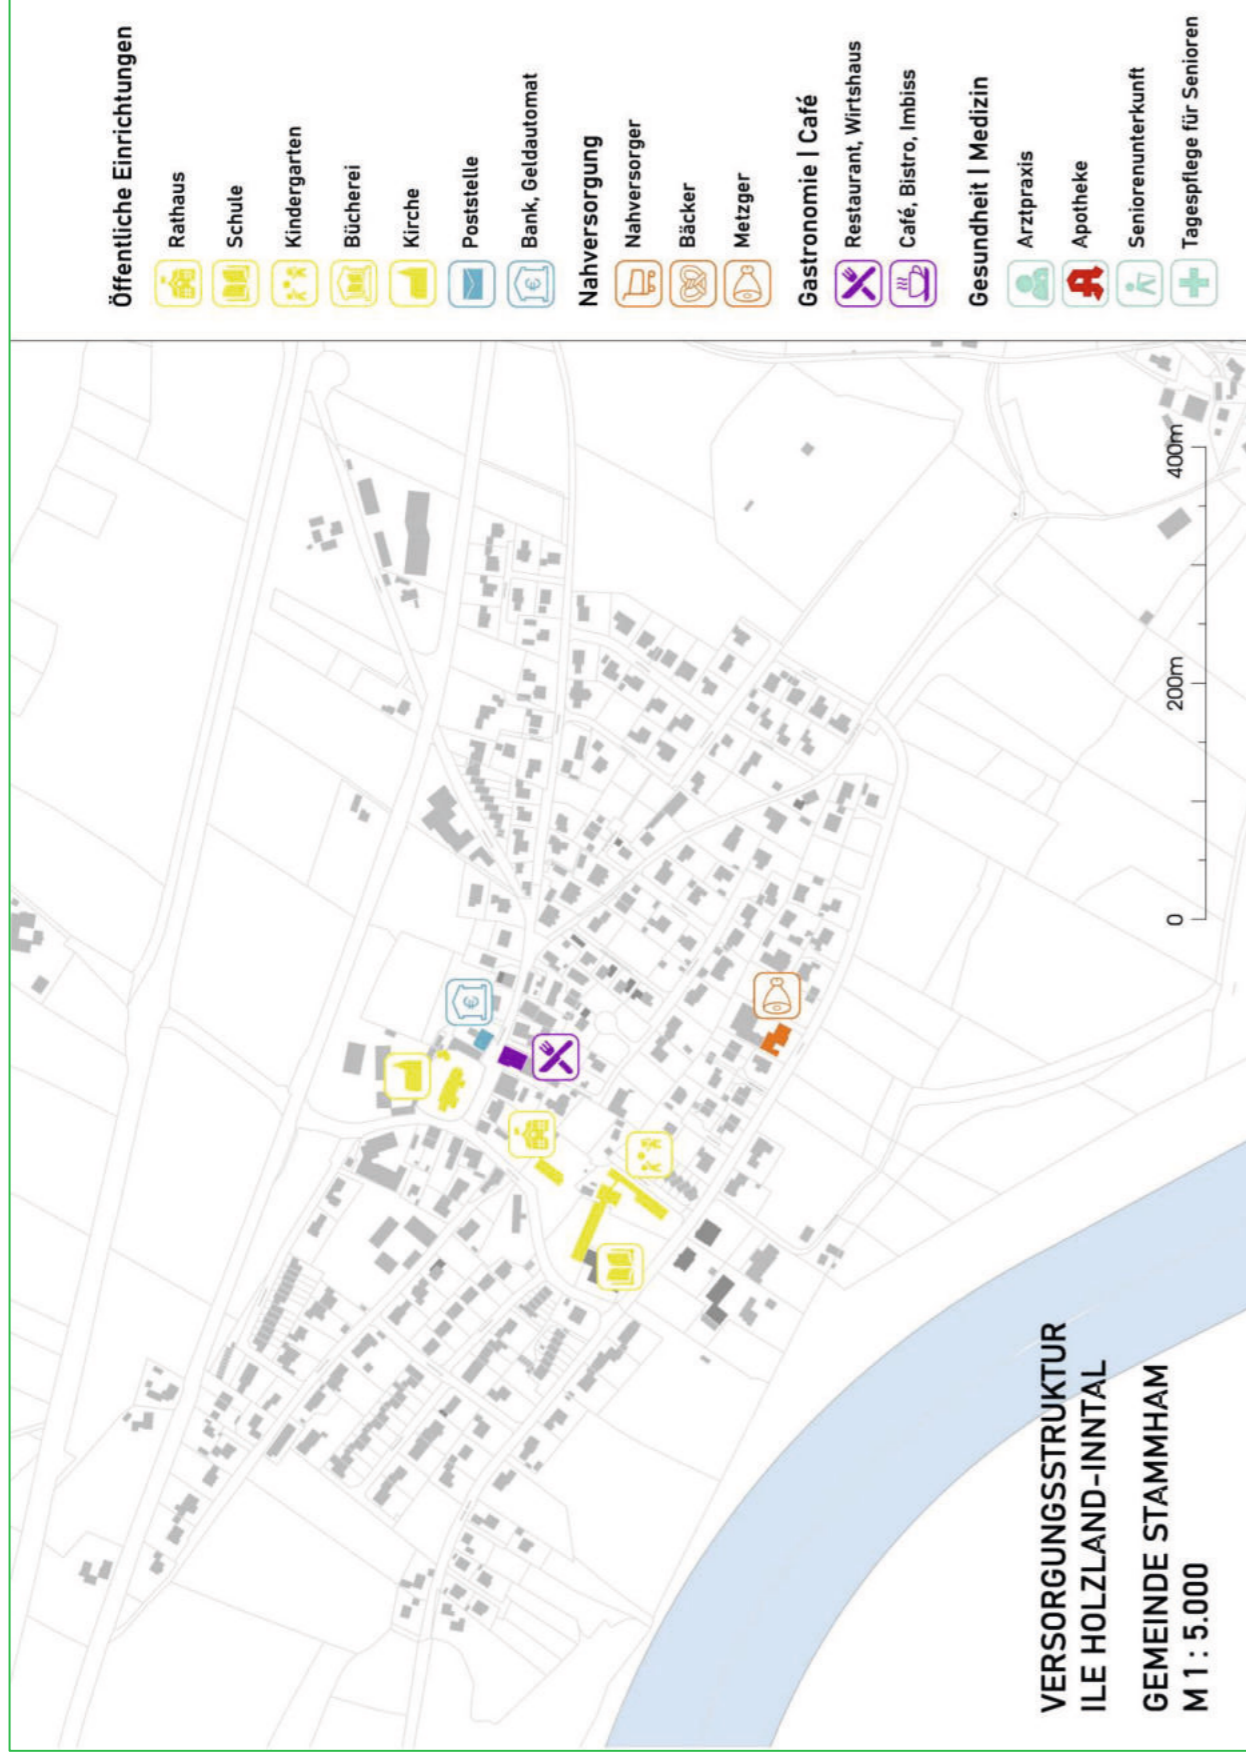 Öffentliche Einrichtungen
Rathaus
Schule
Kindergarten
Bücherei
Kirche
Poststelle
Bank, Geldautomat
Nahversorgung
Nahversorger
Bäcker
Metzger
Gastronomie | Café
Restaurant, Wirtshaus
Café, Bistro, Imbiss
Gesundheit | Medizin
Arztpraxis
Apotheke
Seniorenunterkunft
Tagespflege für Senioren
0
200m
400m
VERSORGUNGSSTRUKTUR
ILE HOLZLAND-INNTAL
GEMEINDE STAMMHAM
M 1 : 5.000